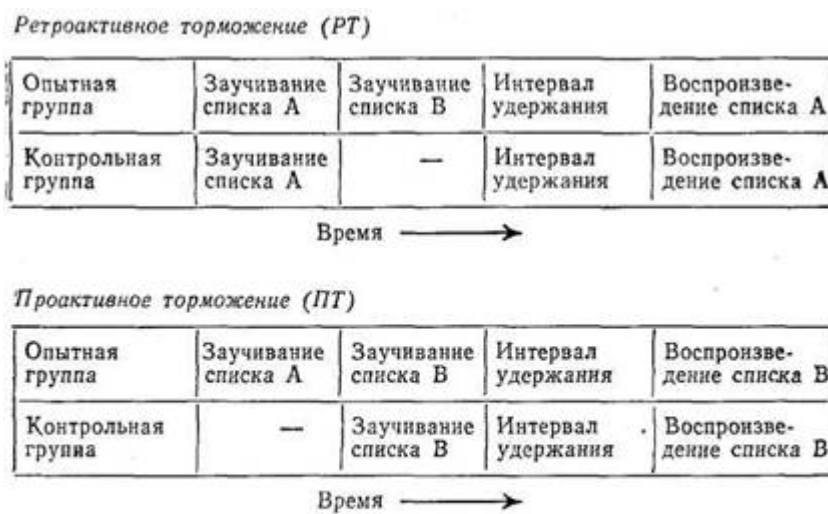 Ретроактивное торможение (РТ)
Опытная группа Заучивание списка А Заучивание списка В Интервал удержания Воспроизве- дение списка А
Контрольная группа Заучивание списка А — Интервал удержания Воспроизве- дение списка А
Время →
Проактивное торможение (ПТ)
Опытная группа Заучивание списка А Заучивание списка В Интервал удержания Воспроизве- дение списка В
Контрольная группа — Заучивание списка В Интервал удержания Воспроизве- дение списка В
Время →